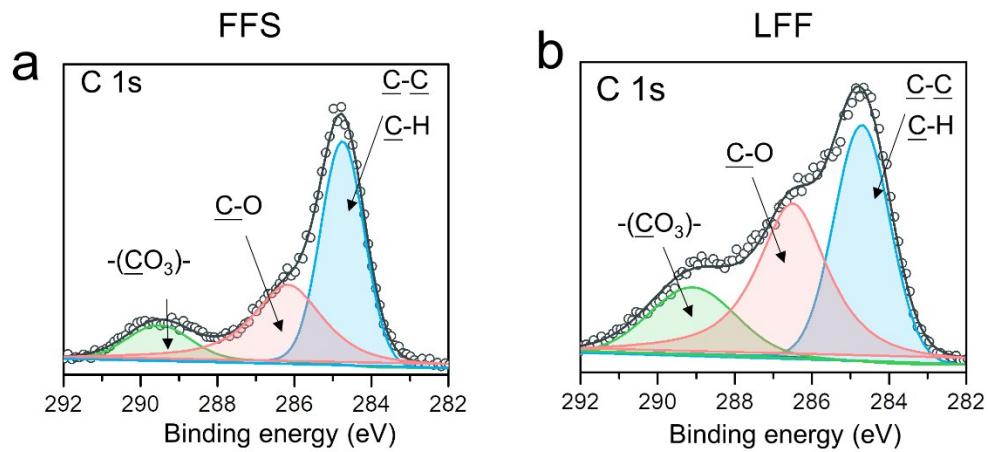 FFS
a
C 1s
C-C
C-H
C-O
-(CO₃)-
292 290 288 286 284 282
Binding energy (eV)
LFF
b
C 1s
C-C
C-H
C-O
-(CO₃)-
292 290 288 286 284 282
Binding energy (eV)